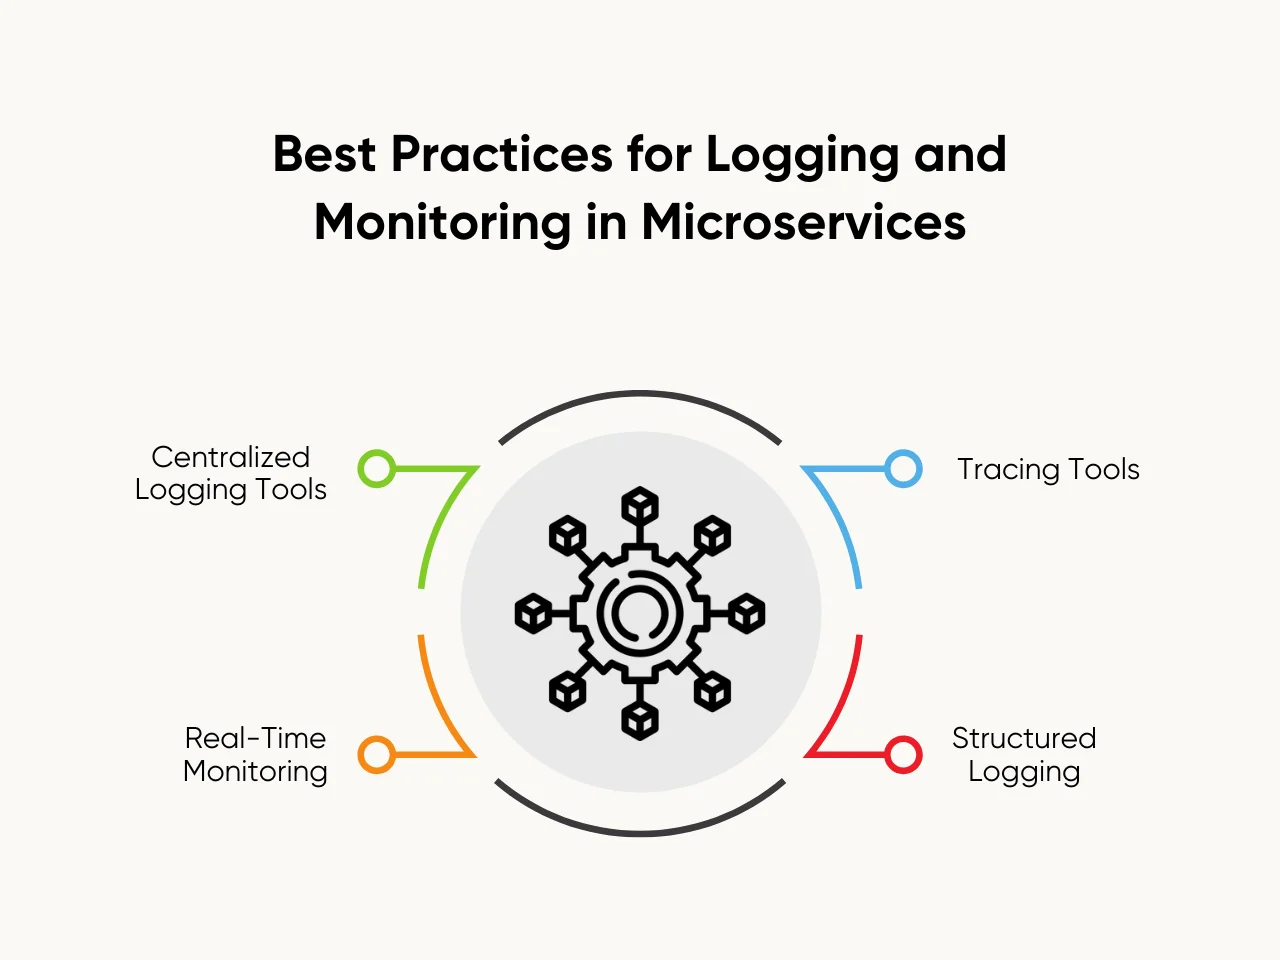 Best Practices for Logging and
Monitoring in Microservices
Centralized
Logging Tools
Tracing Tools
Real-Time
Monitoring
Structured
Logging